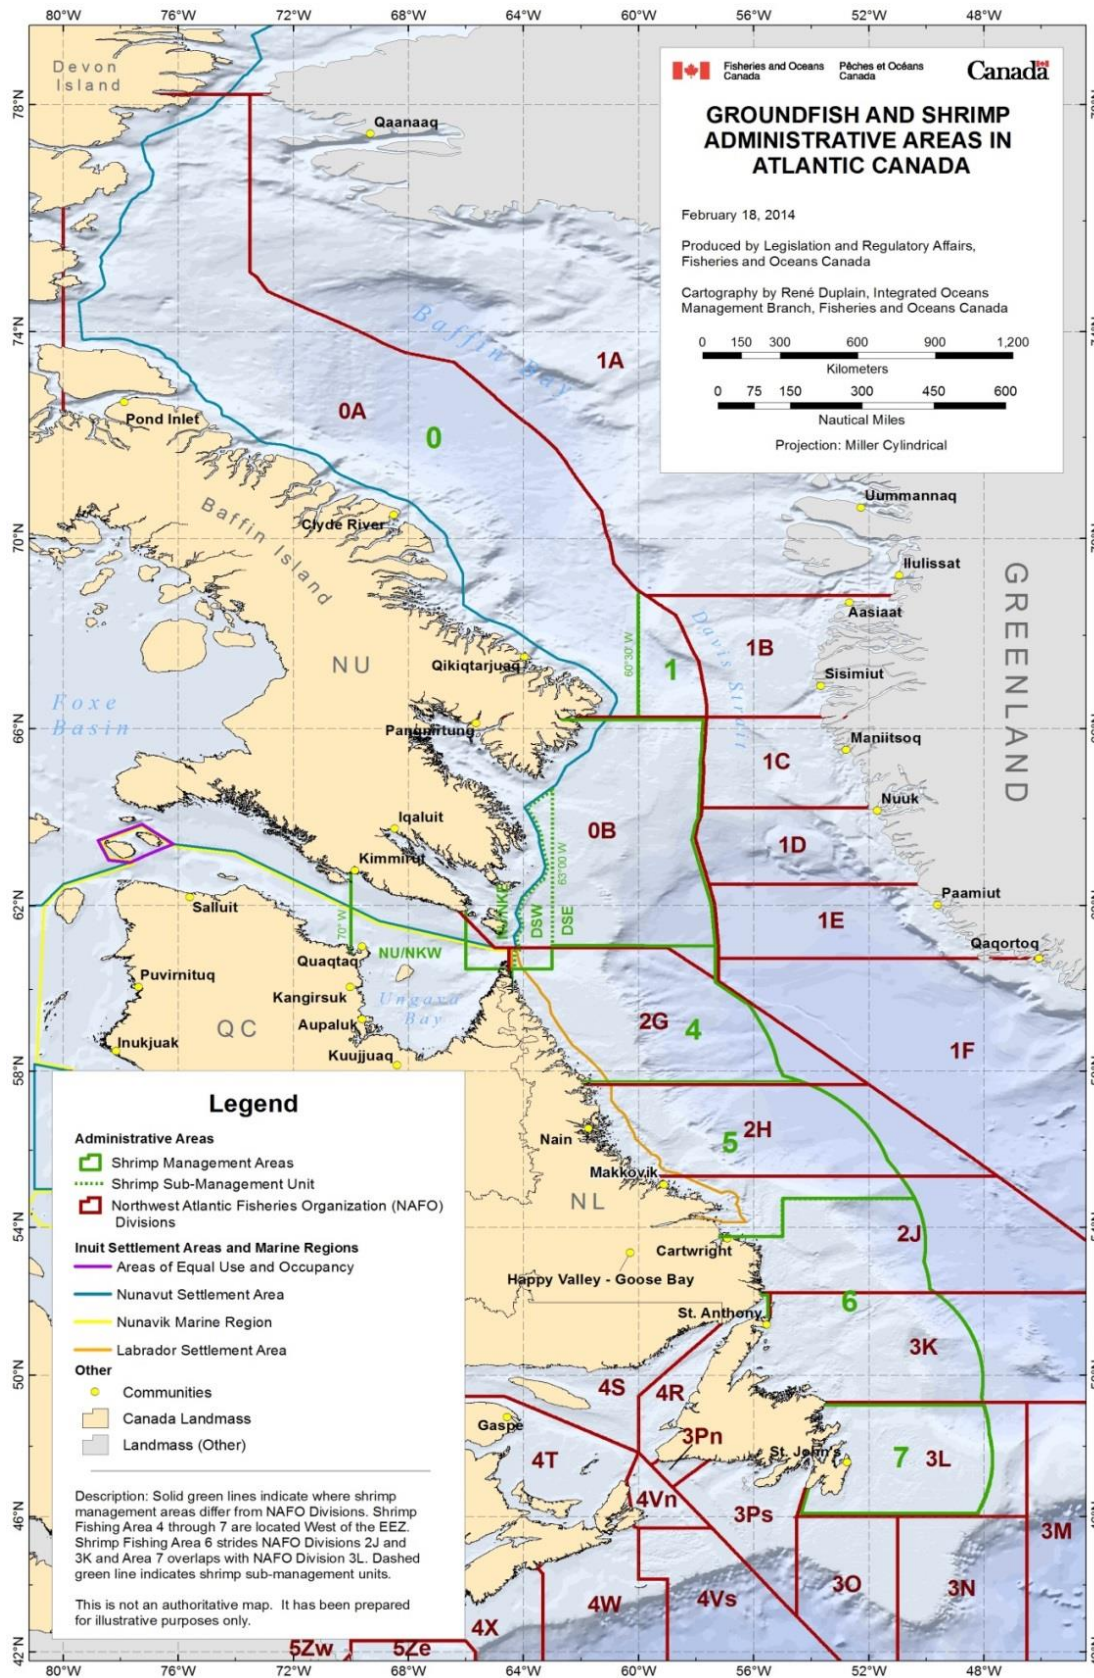 80°W 76°W 72°W 68°W 64°W 60°W 56°W 52°W 48°W
Fisheries and Oceans Canada
Pêches et Océans Canada
Canada
GROUNDFISH AND SHRIMP
ADMINISTRATIVE AREAS IN
ATLANTIC CANADA
February 18, 2014
Produced by Legislation and Regulatory Affairs,
Fisheries and Oceans Canada
Cartography by René Duplain, Integrated Oceans
Management Branch, Fisheries and Oceans Canada
0 150 300 600 900 1,200
Kilometers
0 75 150 300 450 600
Nautical Miles
Projection: Miller Cylindrical
Devon
Island
78°N
Qaanaaq
74°N
Baffin Bay
1A
0A
0
Pond Inlet
Baffin Island
Clyde River
Uummannaq
70°N
Ilulissat
Aasiaat
GREENLAND
Davis Strait
1B
60°30' W
1
NU
Qikiqtarjuaq
Sisimiut
Foxe
Basin
66°N
Pangnirtung
Maniitsoq
1C
Nuuk
Iqaluit
0B
1D
Kimmirut
63°00 W
62°N
Salluit
NU/NKE
DSW
DSE
Paamiut
1E
70° W
Quaqtaq
NU/NKW
Qaqortoq
Puvirnituq
Kangirsuk
Ungava
Bay
QC
Aupaluk
2G
4
Inukjuak
Kuujjuaq
1F
58°N
Nain
2H
5
Makkovik
NL
54°N
Cartwright
2J
Happy Valley - Goose Bay
St. Anthony
6
3K
50°N
4S
4R
Gaspe
3Pn
St. John's
7
3L
4T
4Vn
3Ps
46°N
3M
3O
3N
4W
4Vs
4X
5Zw
5Ze
42°N
Legend
Administrative Areas
Shrimp Management Areas
Shrimp Sub-Management Unit
Northwest Atlantic Fisheries Organization (NAFO)
Divisions
Inuit Settlement Areas and Marine Regions
Areas of Equal Use and Occupancy
Nunavut Settlement Area
Nunavik Marine Region
Labrador Settlement Area
Other
Communities
Canada Landmass
Landmass (Other)
Description: Solid green lines indicate where shrimp
management areas differ from NAFO Divisions. Shrimp
Fishing Area 4 through 7 are located West of the EEZ.
Shrimp Fishing Area 6 strides NAFO Divisions 2J and
3K and Area 7 overlaps with NAFO Division 3L. Dashed
green line indicates shrimp sub-management units.
This is not an authoritative map. It has been prepared
for illustrative purposes only.
80°W 76°W 72°W 68°W 64°W 60°W 56°W 52°W 48°W